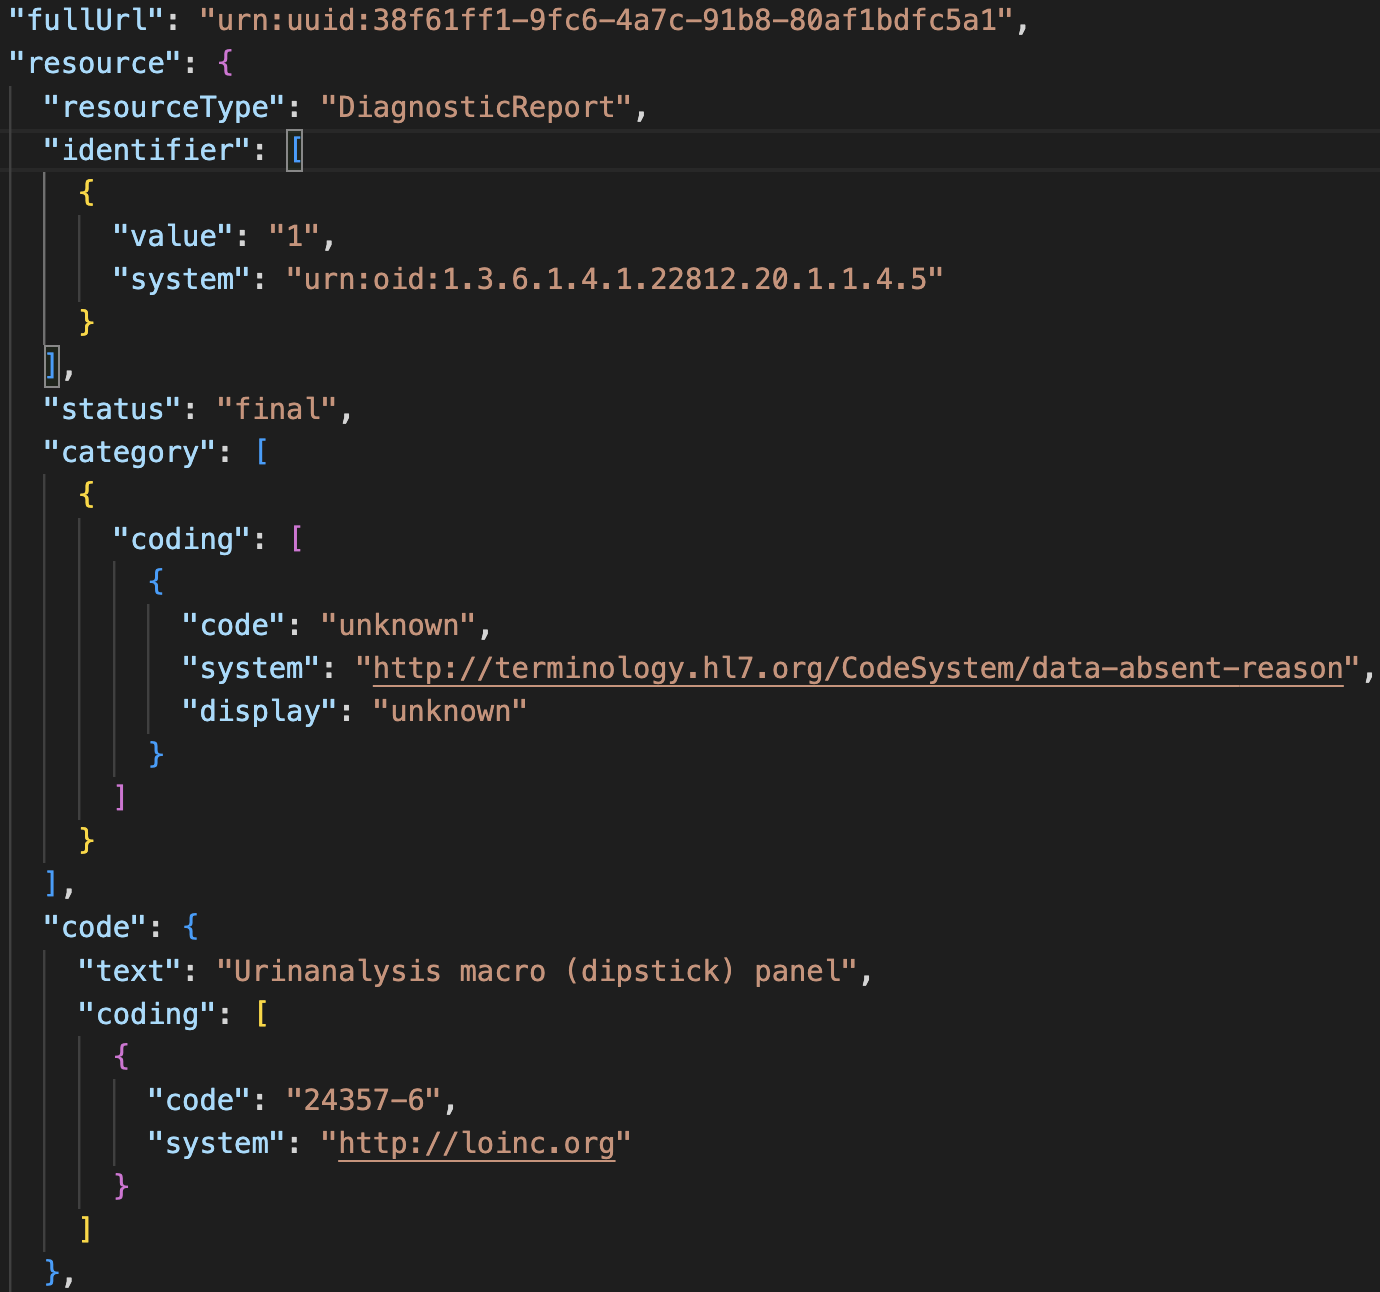 "fullUrl": "urn:uuid:38f61ff1-9fc6-4a7c-91b8-80af1bdfc5a1",
"resource": {
"resourceType": "DiagnosticReport",
"identifier": [
{
"value": "1",
"system": "urn:oid:1.3.6.1.4.1.22812.20.1.1.4.5"
}
],
"status": "final",
"category": [
{
"coding": [
{
"code": "unknown",
"system": "http://terminology.hl7.org/CodeSystem/data-absent-reason",
"display": "unknown"
}
]
}
],
"code": {
"text": "Urinanalysis macro (dipstick) panel",
"coding": [
{
"code": "24357-6",
"system": "http://loinc.org"
}
]
},